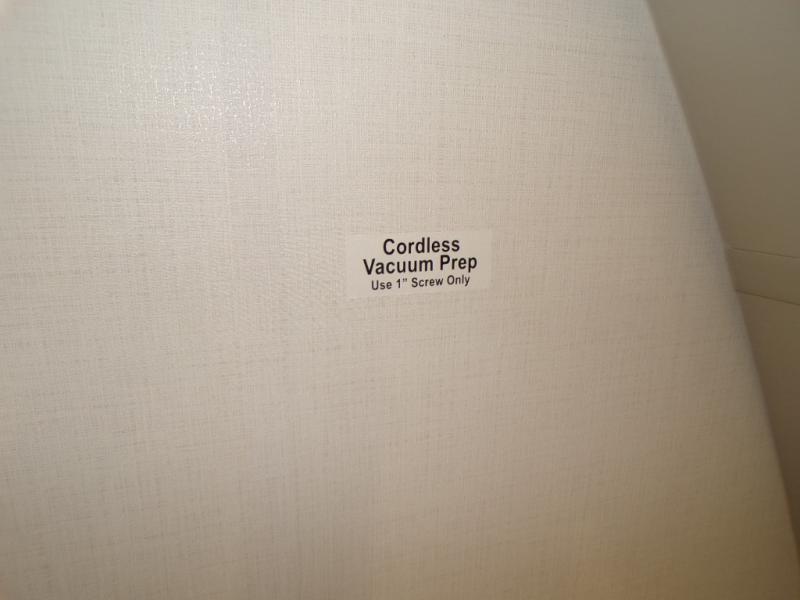 Cordless
Vacuum Prep
Use 1" Screw Only